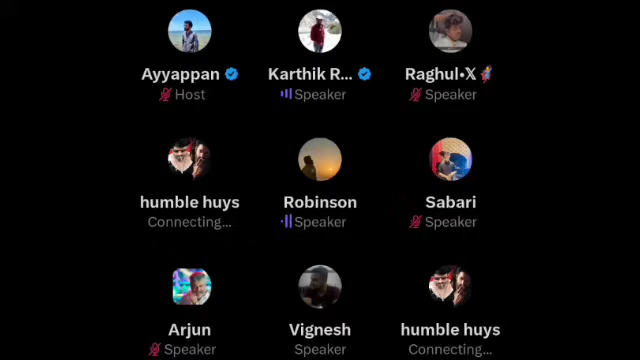 Ayyappan
Karthik R...
Raghul•𝕏
Host
Speaker
Speaker
humble huys
Robinson
Sabari
Connecting...
Speaker
Speaker
Arjun
Vignesh
humble huys
Speaker
Speaker
Connecting...